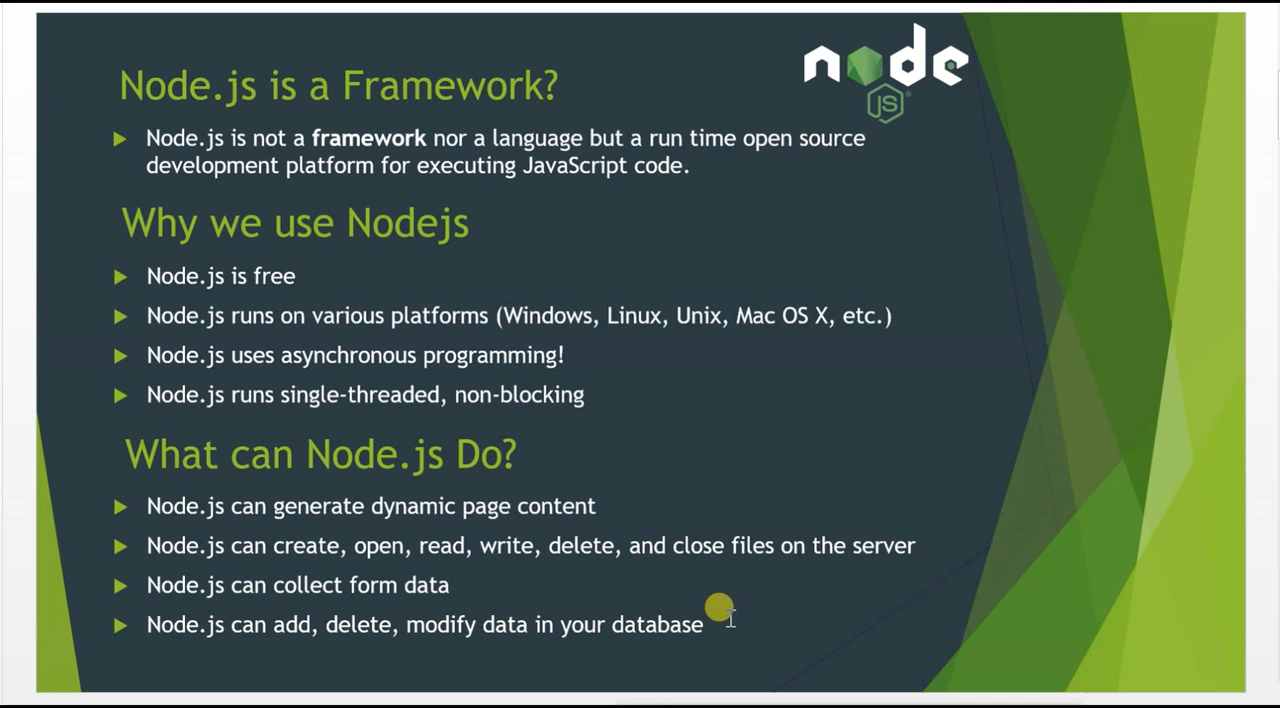 node
JS
Node.js is a Framework?
Node.js is not a framework nor a language but a run time open source
development platform for executing JavaScript code.
Why we use Nodejs
Node.js is free
Node.js runs on various platforms (Windows, Linux, Unix, Mac OS X, etc.)
Node.js uses asynchronous programming!
Node.js runs single-threaded, non-blocking
What can Node.js Do?
Node.js can generate dynamic page content
Node.js can create, open, read, write, delete, and close files on the server
Node.js can collect form data
Node.js can add, delete, modify data in your database